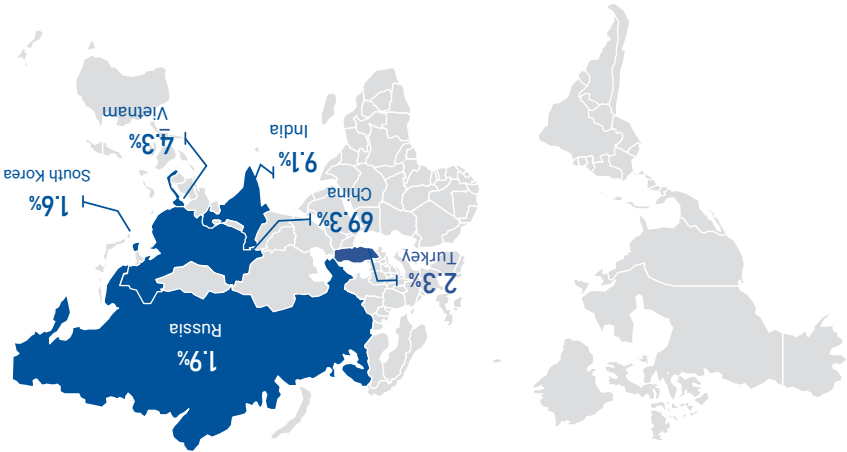 1.9%
Russia
2.3%
Turkey
69.3%
China
1.6%
South Korea
9.1%
India
4.3%
Vietnam